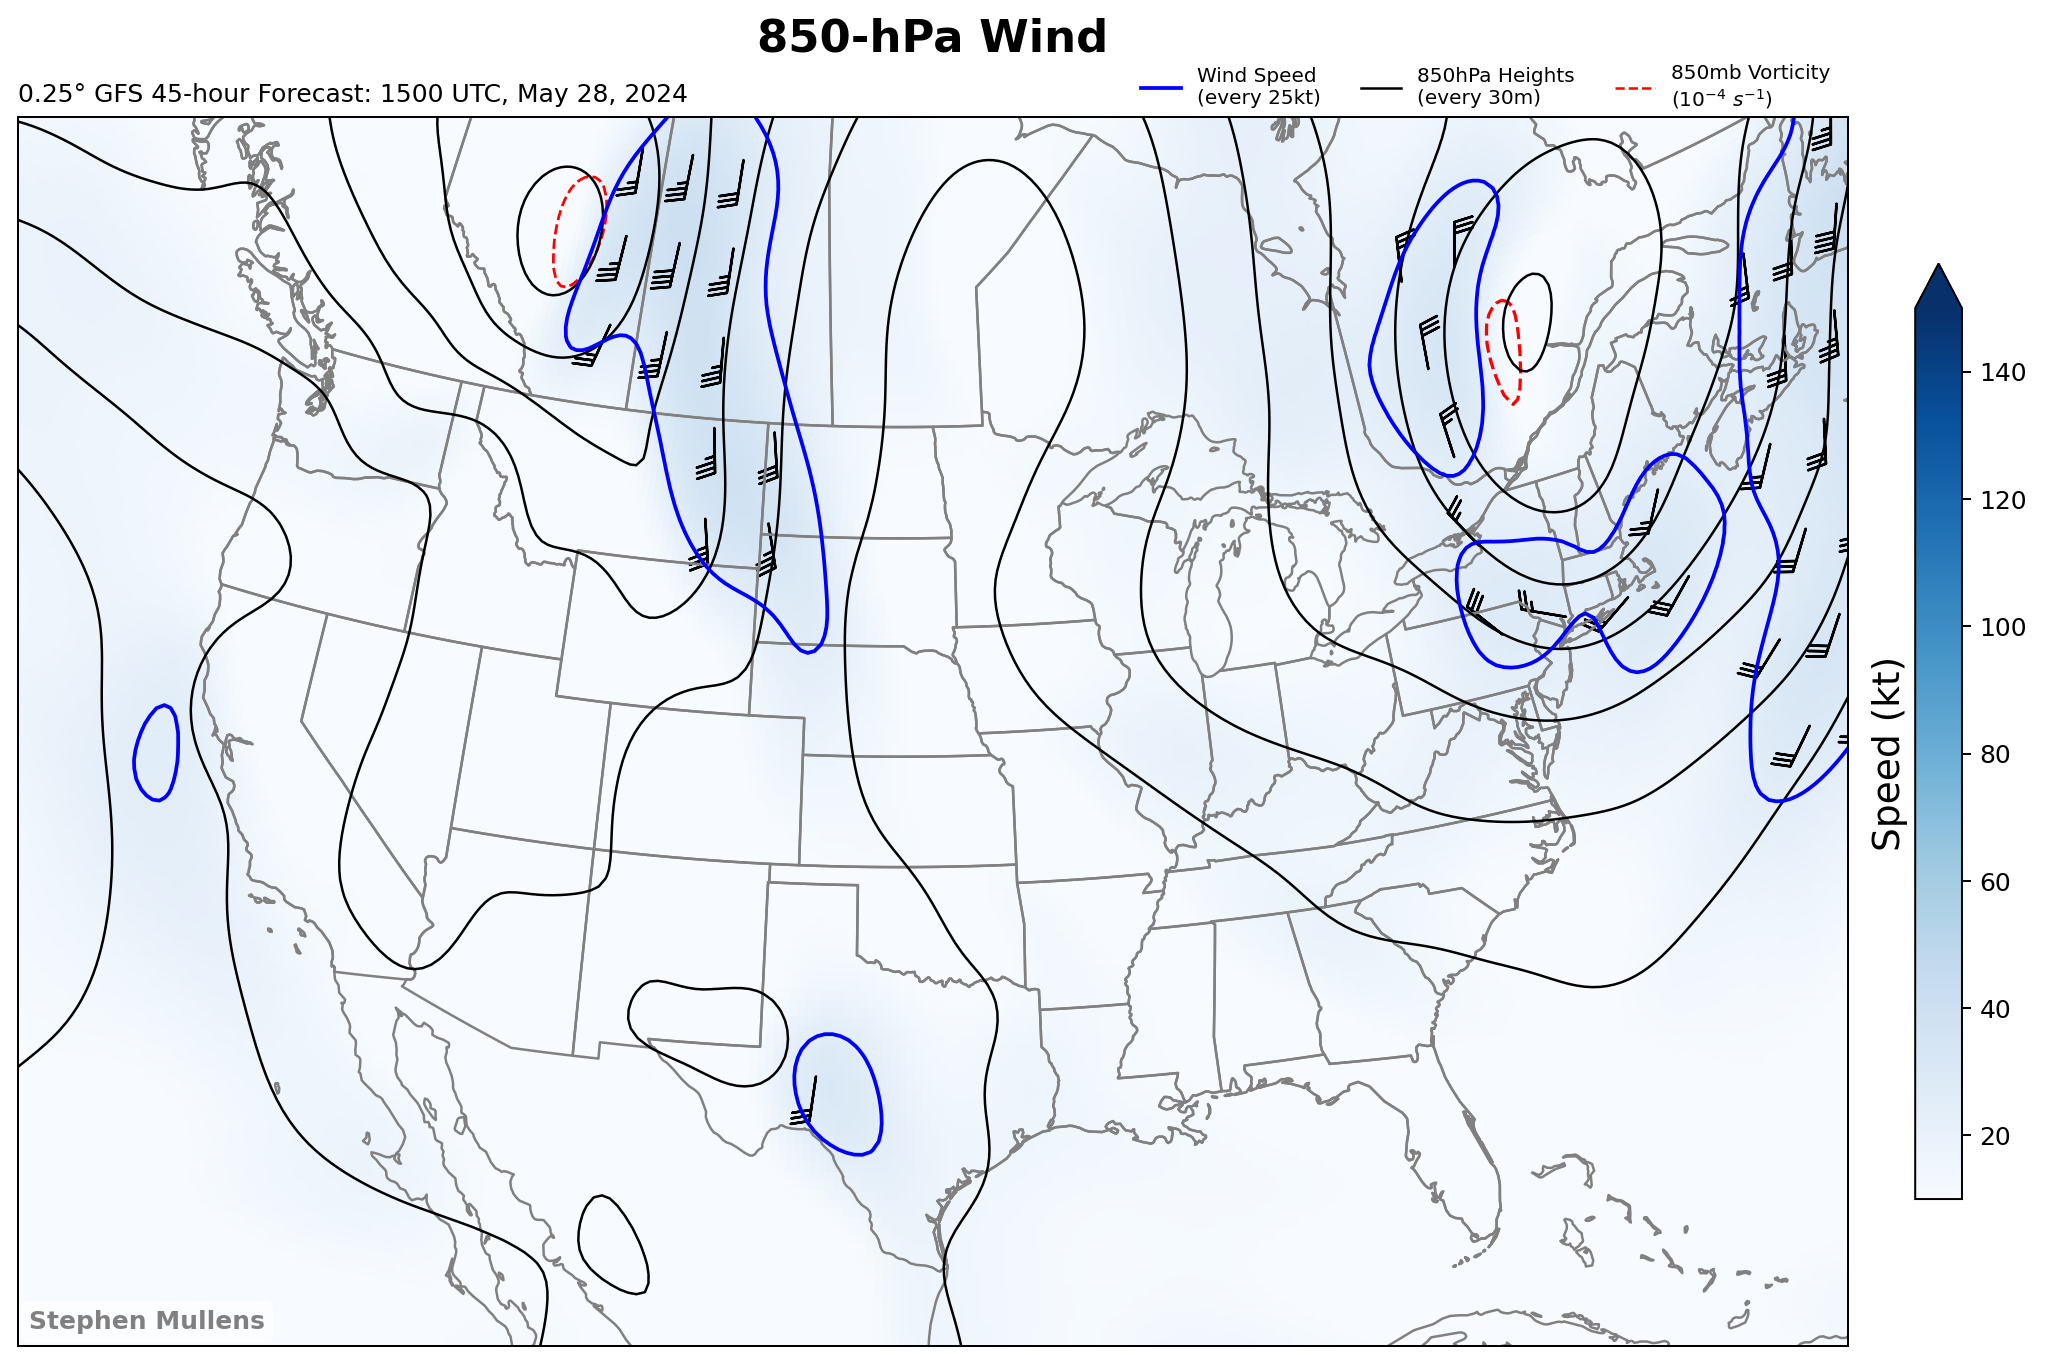 850-hPa Wind
0.25° GFS 45-hour Forecast: 1500 UTC, May 28, 2024
Wind Speed
(every 25kt)
850hPa Heights
(every 30m)
850mb Vorticity
(10⁻⁴ s⁻¹)
140
120
100
80
60
40
20
Speed (kt)
Stephen Mullens